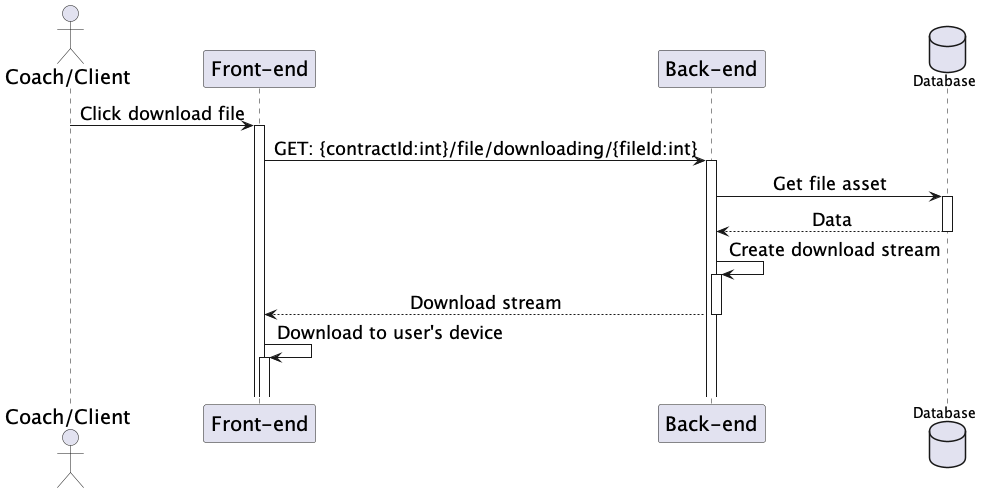 Coach/Client
Front-end
Back-end
Database
Click download file
GET: {contractId:int}/file/downloading/{fileId:int}
Get file asset
Data
Create download stream
Download stream
Download to user's device
Coach/Client
Front-end
Back-end
Database